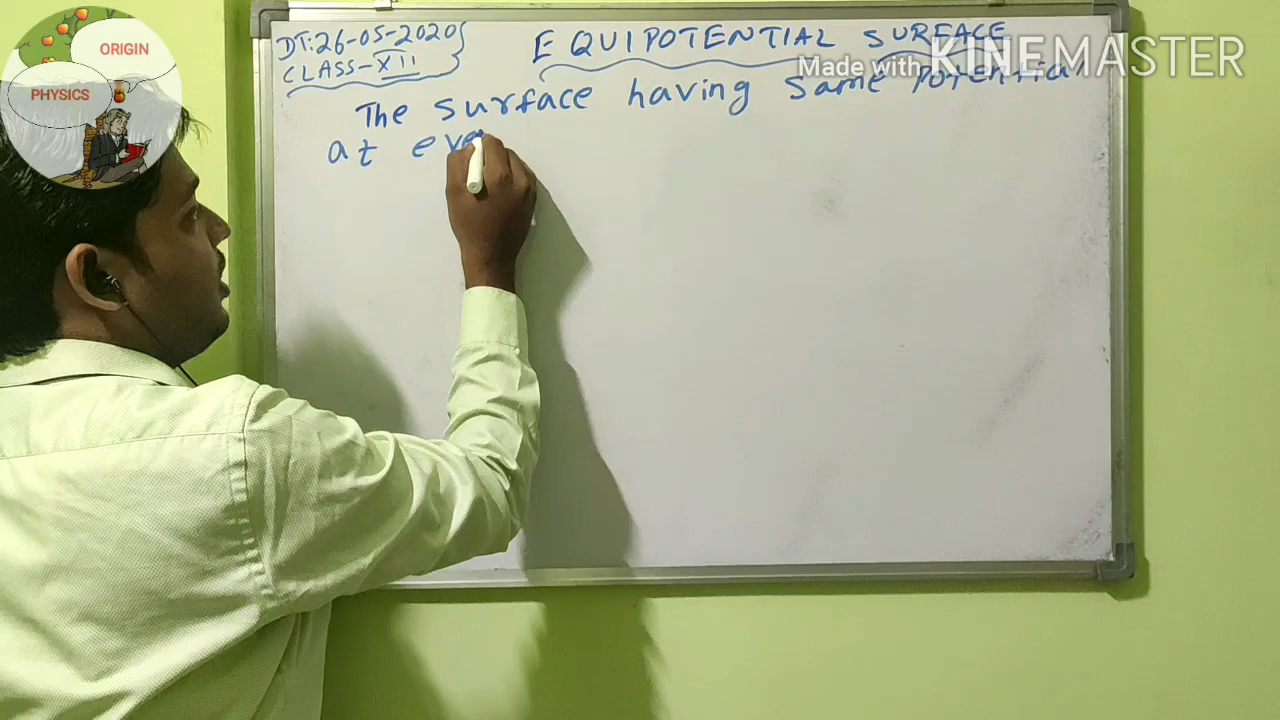 ORIGIN
PHYSICS
DT:26-05-2020
CLASS-XII
EQUIPOTENTIAL SURFACE
Made with KINEMASTER
The surface having same potential
at eve